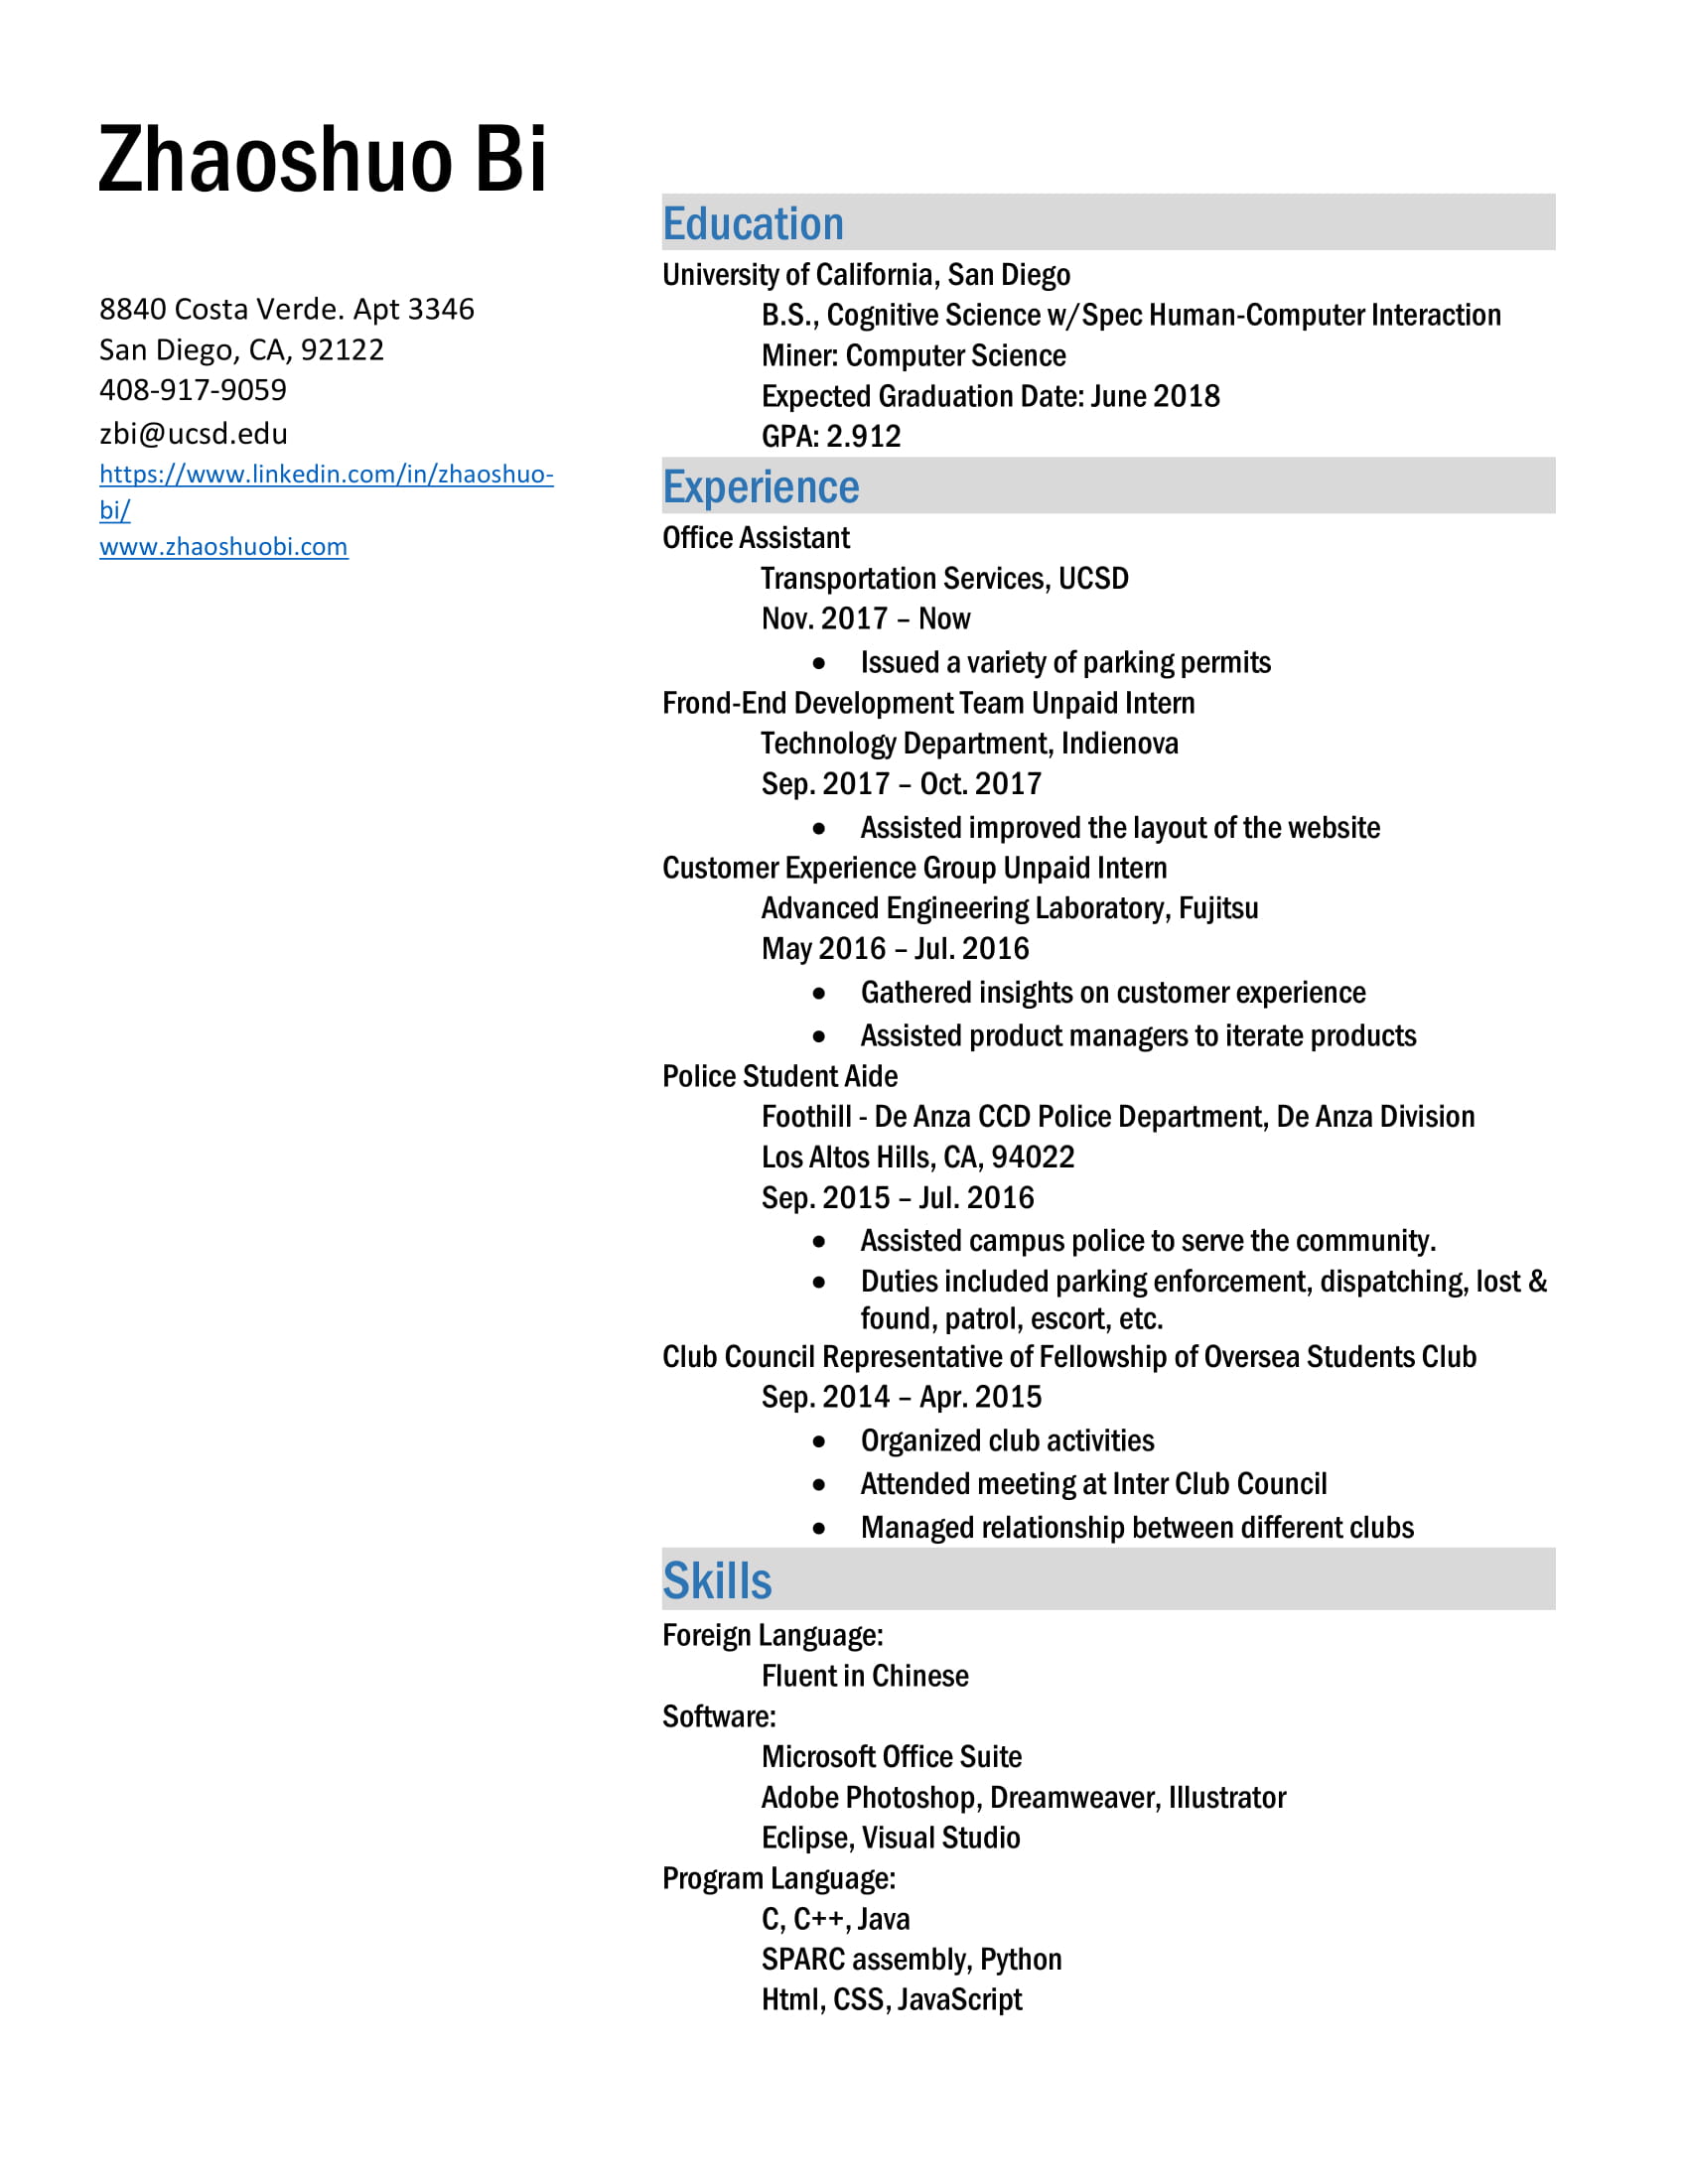 Zhaoshuo Bi
8840 Costa Verde. Apt 3346
San Diego, CA, 92122
408-917-9059
zbi@ucsd.edu
https://www.linkedin.com/in/zhaoshuo-
bi/
www.zhaoshuobi.com
Education
University of California, San Diego
B.S., Cognitive Science w/Spec Human-Computer Interaction
Miner: Computer Science
Expected Graduation Date: June 2018
GPA: 2.912
Experience
Office Assistant
Transportation Services, UCSD
Nov. 2017 – Now
• Issued a variety of parking permits
Frond-End Development Team Unpaid Intern
Technology Department, Indienova
Sep. 2017 – Oct. 2017
• Assisted improved the layout of the website
Customer Experience Group Unpaid Intern
Advanced Engineering Laboratory, Fujitsu
May 2016 – Jul. 2016
• Gathered insights on customer experience
• Assisted product managers to iterate products
Police Student Aide
Foothill - De Anza CCD Police Department, De Anza Division
Los Altos Hills, CA, 94022
Sep. 2015 – Jul. 2016
• Assisted campus police to serve the community.
• Duties included parking enforcement, dispatching, lost &
found, patrol, escort, etc.
Club Council Representative of Fellowship of Oversea Students Club
Sep. 2014 – Apr. 2015
• Organized club activities
• Attended meeting at Inter Club Council
• Managed relationship between different clubs
Skills
Foreign Language:
Fluent in Chinese
Software:
Microsoft Office Suite
Adobe Photoshop, Dreamweaver, Illustrator
Eclipse, Visual Studio
Program Language:
C, C++, Java
SPARC assembly, Python
Html, CSS, JavaScript